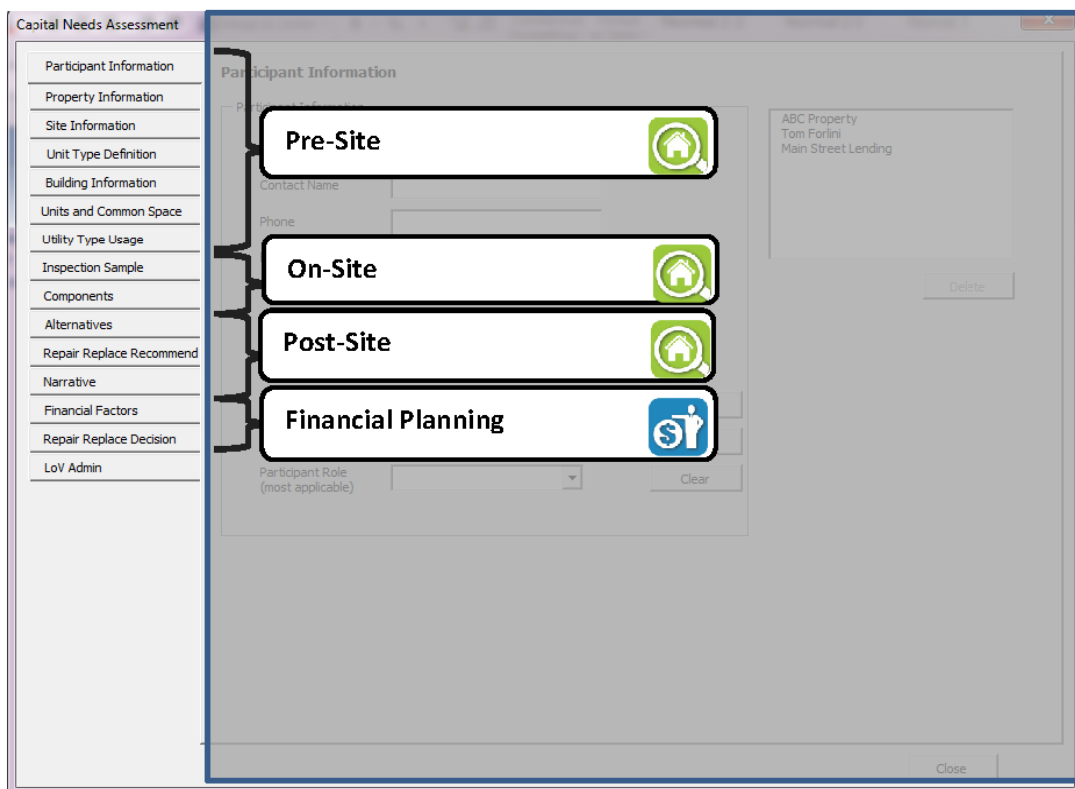 Capital Needs Assessment
Participant Information
Property Information
Site Information
Unit Type Definition
Building Information
Units and Common Space
Utility Type Usage
Inspection Sample
Components
Alternatives
Repair Replace Recommend
Narrative
Financial Factors
Repair Replace Decision
LoV Admin
Participant Information
Pre-Site
Contact Name
Phone
On-Site
Post-Site
Financial Planning
Participant Role
(most applicable)
Clear
ABC Property
Tom Forlini
Main Street Lending
Delete
Close